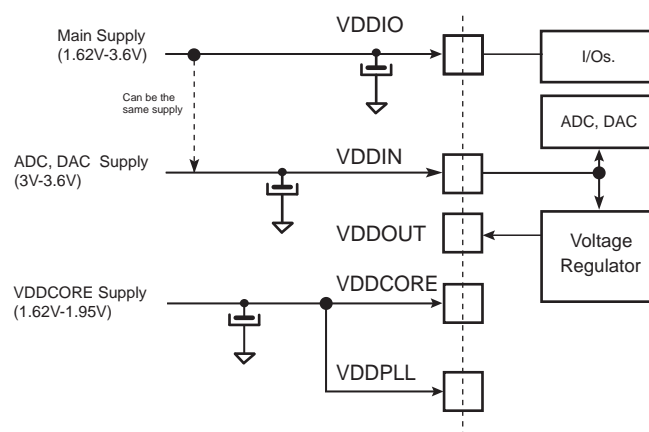 Main Supply
(1.62V-3.6V)
VDDIO
I/Os.
Can be the
same supply
ADC, DAC
ADC, DAC Supply
(3V-3.6V)
VDDIN
VDDOUT
Voltage
Regulator
VDDCORE Supply
(1.62V-1.95V)
VDDCORE
VDDPLL